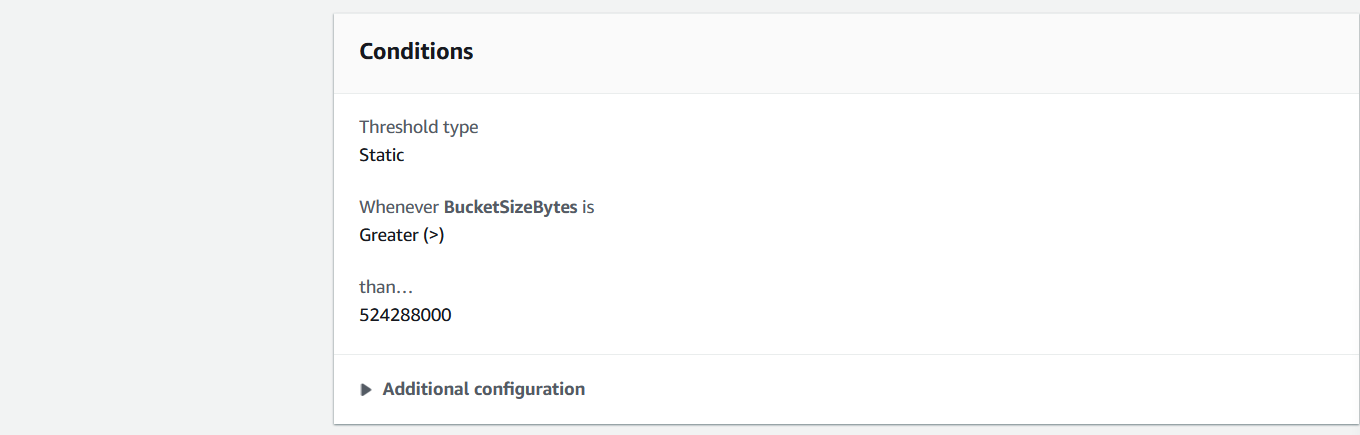 Conditions
Threshold type
Static
Whenever BucketSizeBytes is
Greater (>)
than…
524288000
Additional configuration